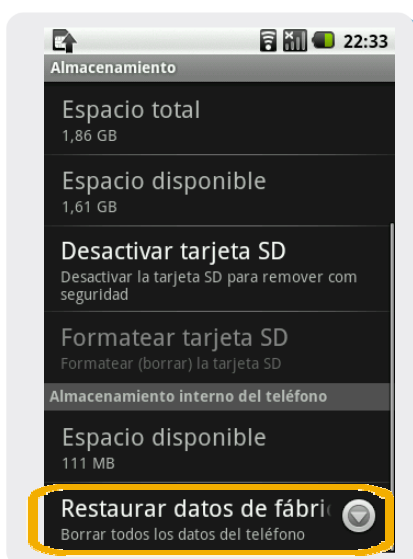 22:33
Almacenamiento
Espacio total
1,86 GB
Espacio disponible
1,61 GB
Desactivar tarjeta SD
Desactivar la tarjeta SD para remover com
seguridad
Formatear tarjeta SD
Formatear (borrar) la tarjeta SD
Almacenamiento interno del teléfono
Espacio disponible
111 MB
Restaurar datos de fábri
Borrar todos los datos del teléfono